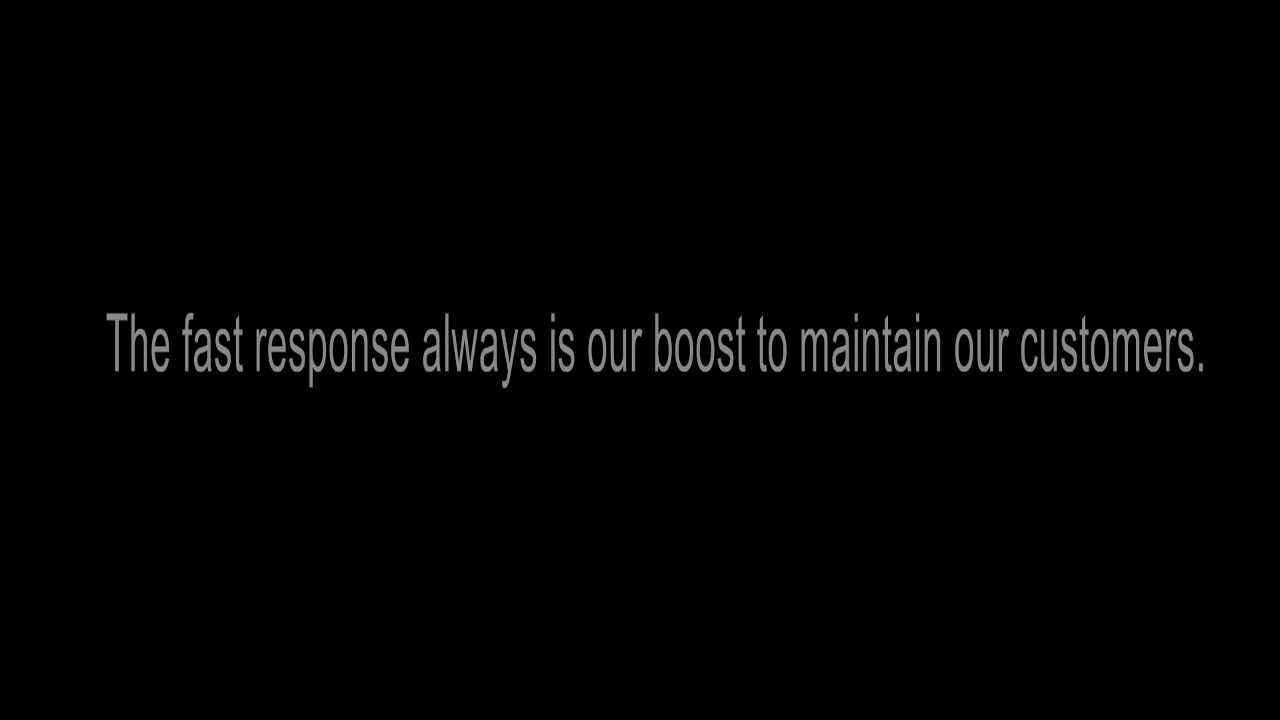 The fast response always is our boost to maintain our customers.